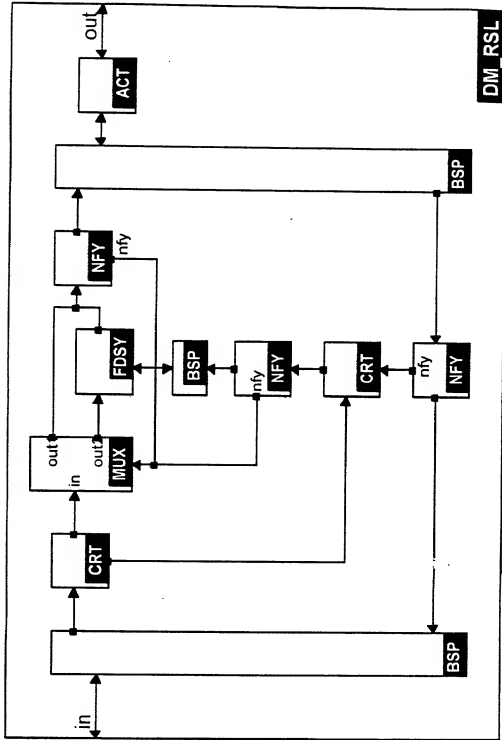 in
BSP
CRT
in
out
out2
MUX
FDSY
NFY
nfy
BSP
nfy
NFY
CRT
nfy
NFY
BSP
ACT
out
DM_RSL